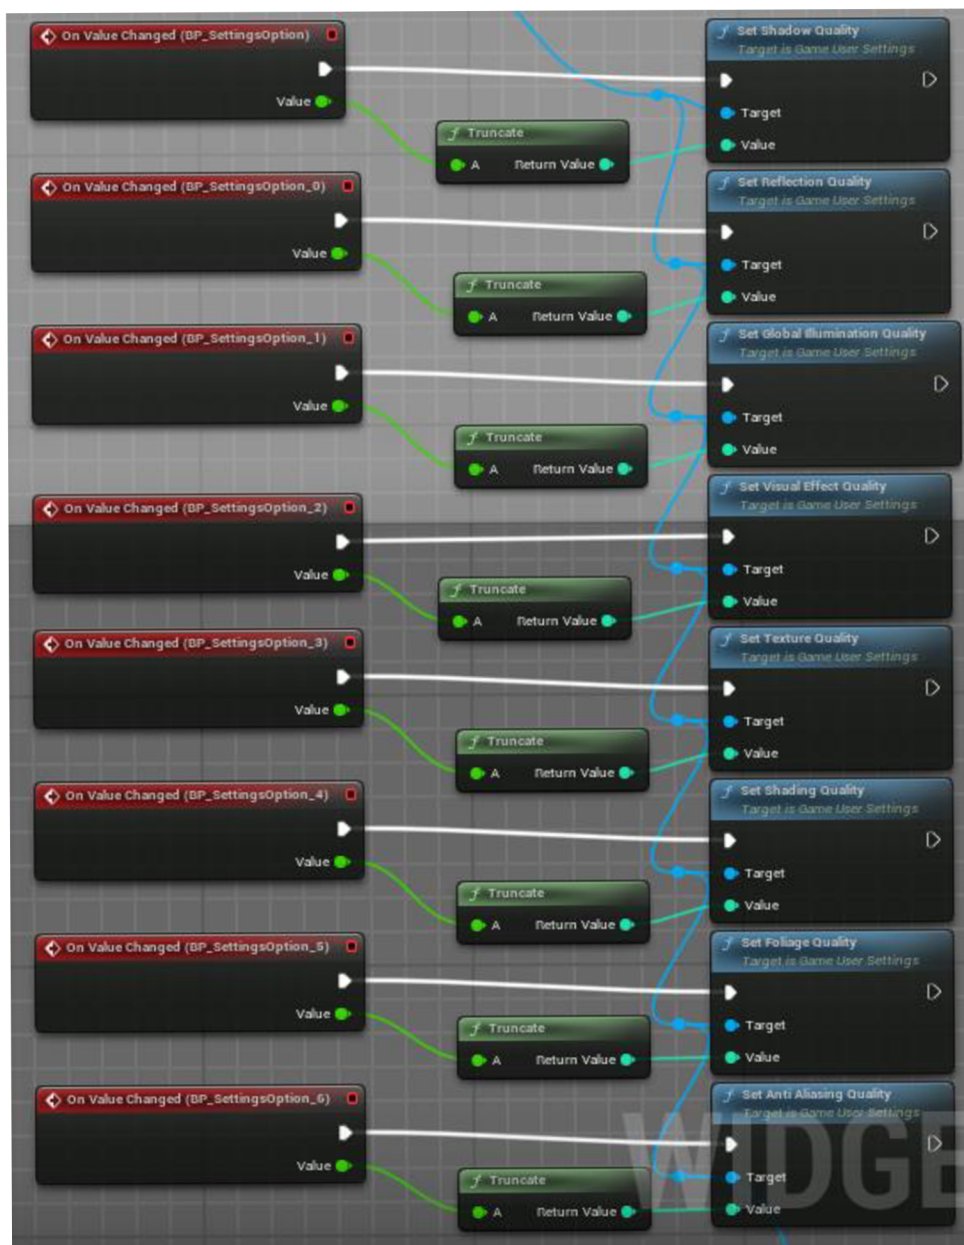 On Value Changed (BP_SettingsOption)
Value
Truncate
A Return Value
Set Shadow Quality
Target is Game User Settings
Target
Value
On Value Changed (BP_SettingsOption_0)
Value
Truncate
A Return Value
Set Reflection Quality
Target is Game User Settings
Target
Value
On Value Changed (BP_SettingsOption_1)
Value
Truncate
A Return Value
Set Global Illumination Quality
Target is Game User Settings
Target
Value
On Value Changed (BP_SettingsOption_2)
Value
Truncate
A Return Value
Set Visual Effect Quality
Target is Game User Settings
Target
Value
On Value Changed (BP_SettingsOption_3)
Value
Truncate
A Return Value
Set Texture Quality
Target is Game User Settings
Target
Value
On Value Changed (BP_SettingsOption_4)
Value
Truncate
A Return Value
Set Shading Quality
Target is Game User Settings
Target
Value
On Value Changed (BP_SettingsOption_5)
Value
Truncate
A Return Value
Set Foliage Quality
Target is Game User Settings
Target
Value
On Value Changed (BP_SettingsOption_6)
Value
Truncate
A Return Value
Set Anti Aliasing Quality
Target is Game User Settings
Target
Value
WIDGE